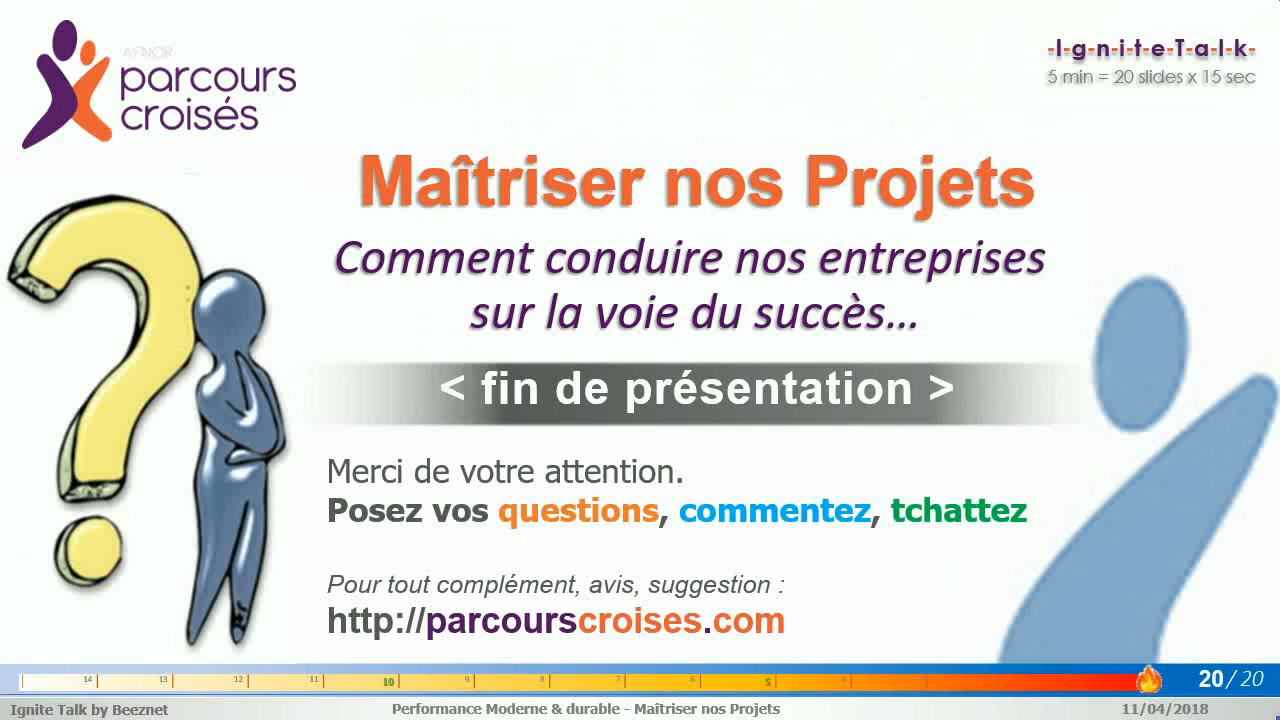 AFNOR
parcours
croisés
-I-g-n-i-t-e-T-a-l-k-
5 min = 20 slides x 15 sec
Maîtriser nos Projets
Comment conduire nos entreprises
sur la voie du succès...
< fin de présentation >
Merci de votre attention.
Posez vos questions, commentez, tchattez
Pour tout complément, avis, suggestion :
http://parcourscroises.com
14 13 12 11 10 9 8 7 6 5 4
20 / 20
Ignite Talk by Beeznet
Performance Moderne & durable - Maîtriser nos Projets
11/04/2018